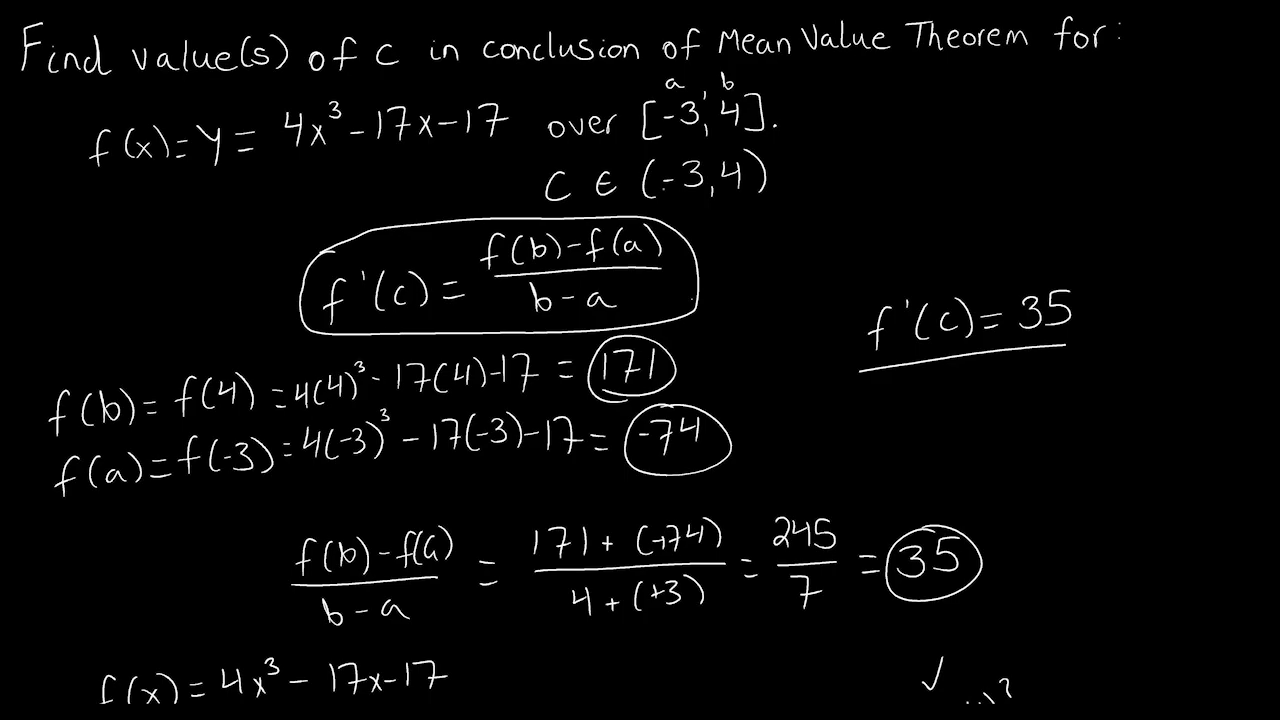 Find value(s) of c in conclusion of Mean Value Theorem for:
a b
f(x) = y = 4x³ - 17x - 17 over [-3, 4].
C ∈ (-3, 4)
f'(c) = f(b) - f(a) / b - a
f'(c) = 35
f(b) = f(4) = 4(4)³ - 17(4) - 17 = 171
f(a) = f(-3) = 4(-3)³ - 17(-3) - 17 = -74
f(b) - f(a) / b - a = 171 + (+74) / 4 + (+3) = 245 / 7 = 35
f(x) = 4x³ - 17x - 17
✓